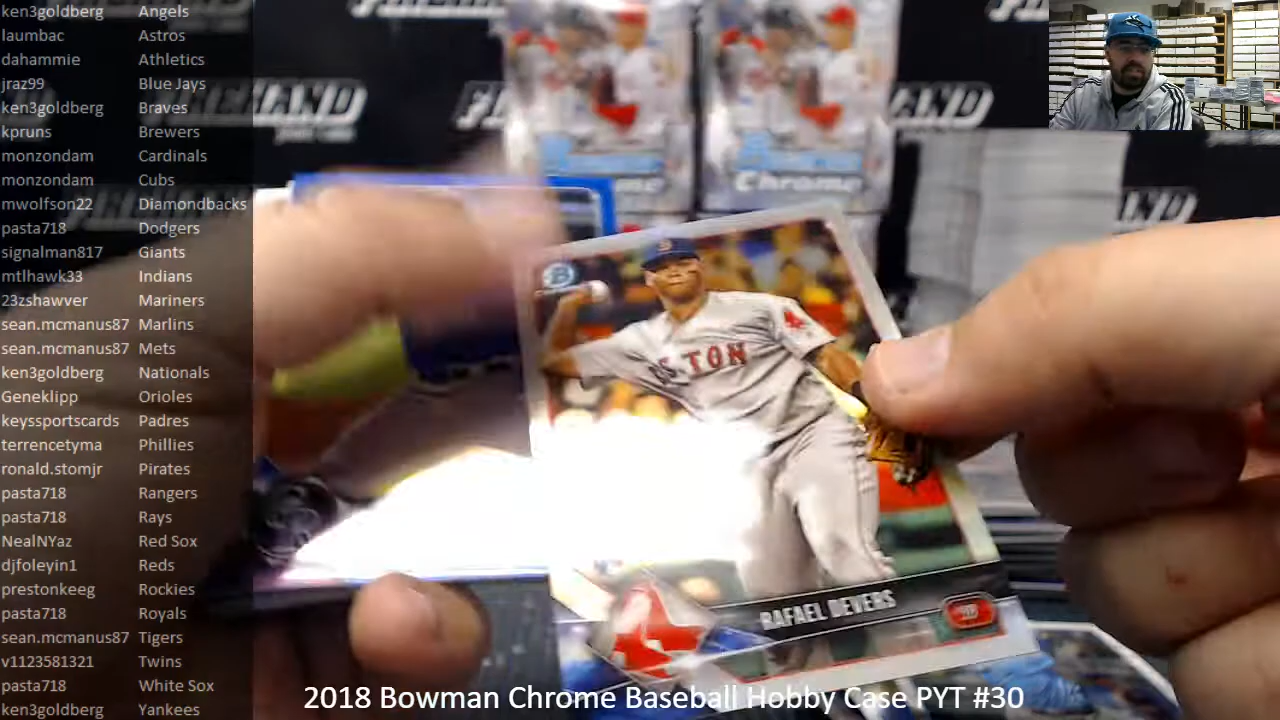 ken3goldberg Angels
laumbac Astros
dahammie Athletics
jraz99 Blue Jays
ken3goldberg Braves
kpruns Brewers
monzondam Cardinals
monzondam Cubs
mwolfson22 Diamondbacks
pasta718 Dodgers
signalman817 Giants
mtlhawk33 Indians
23zshawver Mariners
sean.mcmanus87 Marlins
sean.mcmanus87 Mets
ken3goldberg Nationals
Geneklipp Orioles
keyssportscards Padres
terrencetyma Phillies
ronald.stomjr Pirates
pasta718 Rangers
pasta718 Rays
NealNYaz Red Sox
djfoleyin1 Reds
prestonkeeg Rockies
pasta718 Royals
sean.mcmanus87 Tigers
v1123581321 Twins
pasta718 White Sox
ken3goldberg Yankees
Chrome
B
TON
RAFAEL DEVERS
2018 Bowman Chrome Baseball Hobby Case PYT #30